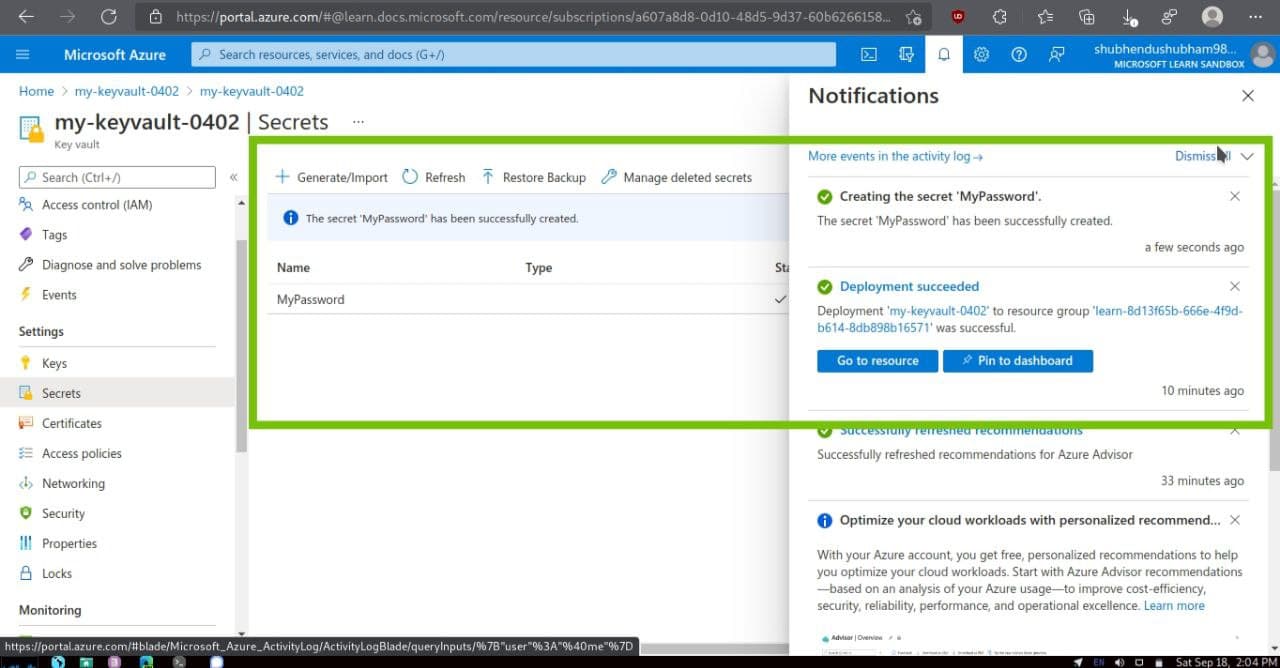 https://portal.azure.com/#@learn.docs.microsoft.com/resource/subscriptions/a607a8d8-0d10-48d5-9d37-60b6266158...
Microsoft Azure
Search resources, services, and docs (G+/)
shubhendushubham98...
MICROSOFT LEARN SANDBOX
Home > my-keyvault-0402 > my-keyvault-0402
my-keyvault-0402 | Secrets ...
Key vault
Search (Ctrl+/)
«
Access control (IAM)
Tags
Diagnose and solve problems
Events
Settings
Keys
Secrets
Certificates
Access policies
Networking
Security
Properties
Locks
Monitoring
Generate/Import Refresh Restore Backup Manage deleted secrets
The secret 'MyPassword' has been successfully created.
Name Type Sta
MyPassword
Notifications
More events in the activity log →
Dismiss
Creating the secret 'MyPassword'.
The secret 'MyPassword' has been successfully created.
a few seconds ago
Deployment succeeded
Deployment 'my-keyvault-0402' to resource group 'learn-8d13f65b-666e-4f9d-
b614-8db898b16571' was successful.
Go to resource Pin to dashboard
10 minutes ago
Successfully refreshed recommendations
Successfully refreshed recommendations for Azure Advisor
33 minutes ago
Optimize your cloud workloads with personalized recommend...
With your Azure account, you get free, personalized recommendations to help
you optimize your cloud workloads. Start with Azure Advisor recommendations
—based on an analysis of your Azure usage—to improve cost-efficiency,
security, reliability, performance, and operational excellence. Learn more
Advisor | Overview
https://portal.azure.com/#blade/Microsoft_Azure_ActivityLog/ActivityLogBlade/queryInputs/%7B"user"%3A"%40me"%7D
EN
Sat Sep 18, 2:04 PM